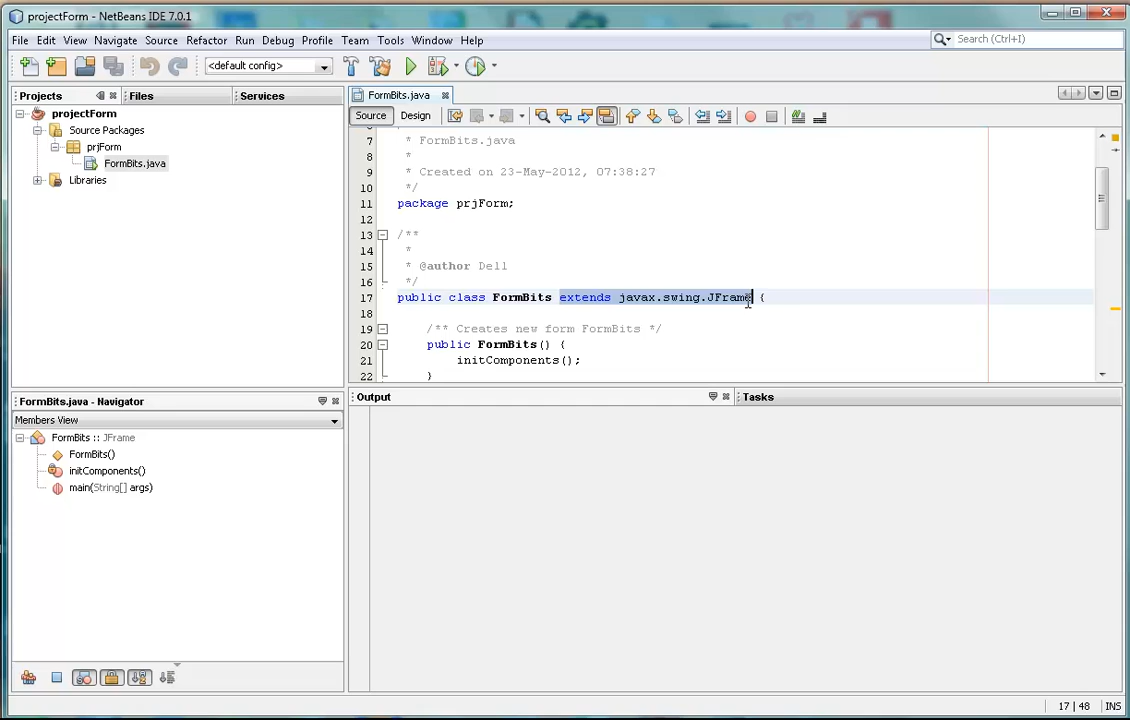 projectForm - NetBeans IDE 7.0.1
File Edit View Navigate Source Refactor Run Debug Profile Team Tools Window Help
Search (Ctrl+I)
<default config>
Projects Files Services
projectForm
Source Packages
prjForm
FormBits.java
Libraries
FormBits.java
Source Design
7 * FormBits.java
8 *
9 * Created on 23-May-2012, 07:38:27
10 */
11 package prjForm;
12
13 /**
14 *
15 * @author Dell
16 */
17 public class FormBits extends javax.swing.JFrame {
18
19 /** Creates new form FormBits */
20 public FormBits() {
21 initComponents();
22 }
FormBits.java - Navigator
Members View
FormBits :: JFrame
FormBits()
initComponents()
main(String[] args)
Output
Tasks
17 | 48 INS